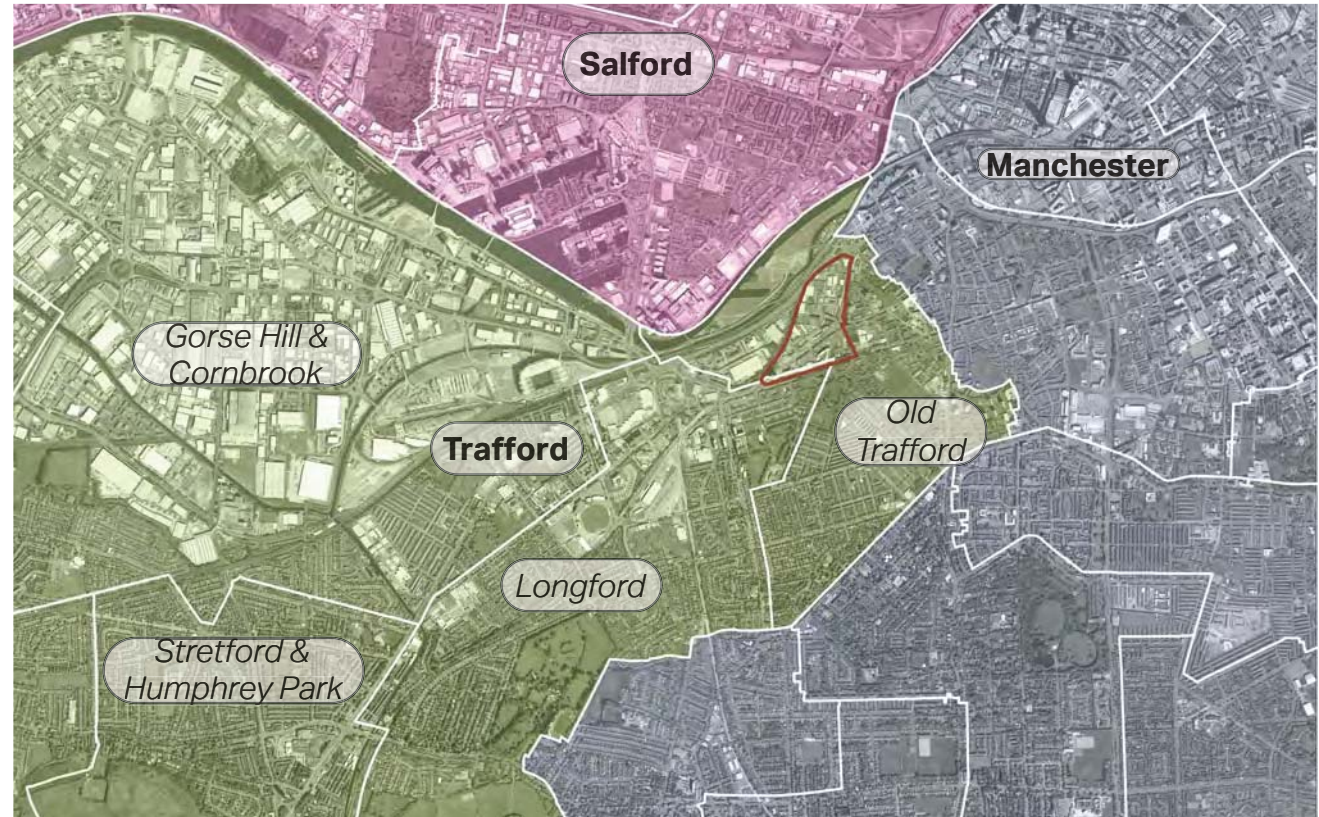 Salford
Manchester
Gorse Hill &
Cornbrook
Old
Trafford
Trafford
Longford
Stretford &
Humphrey Park